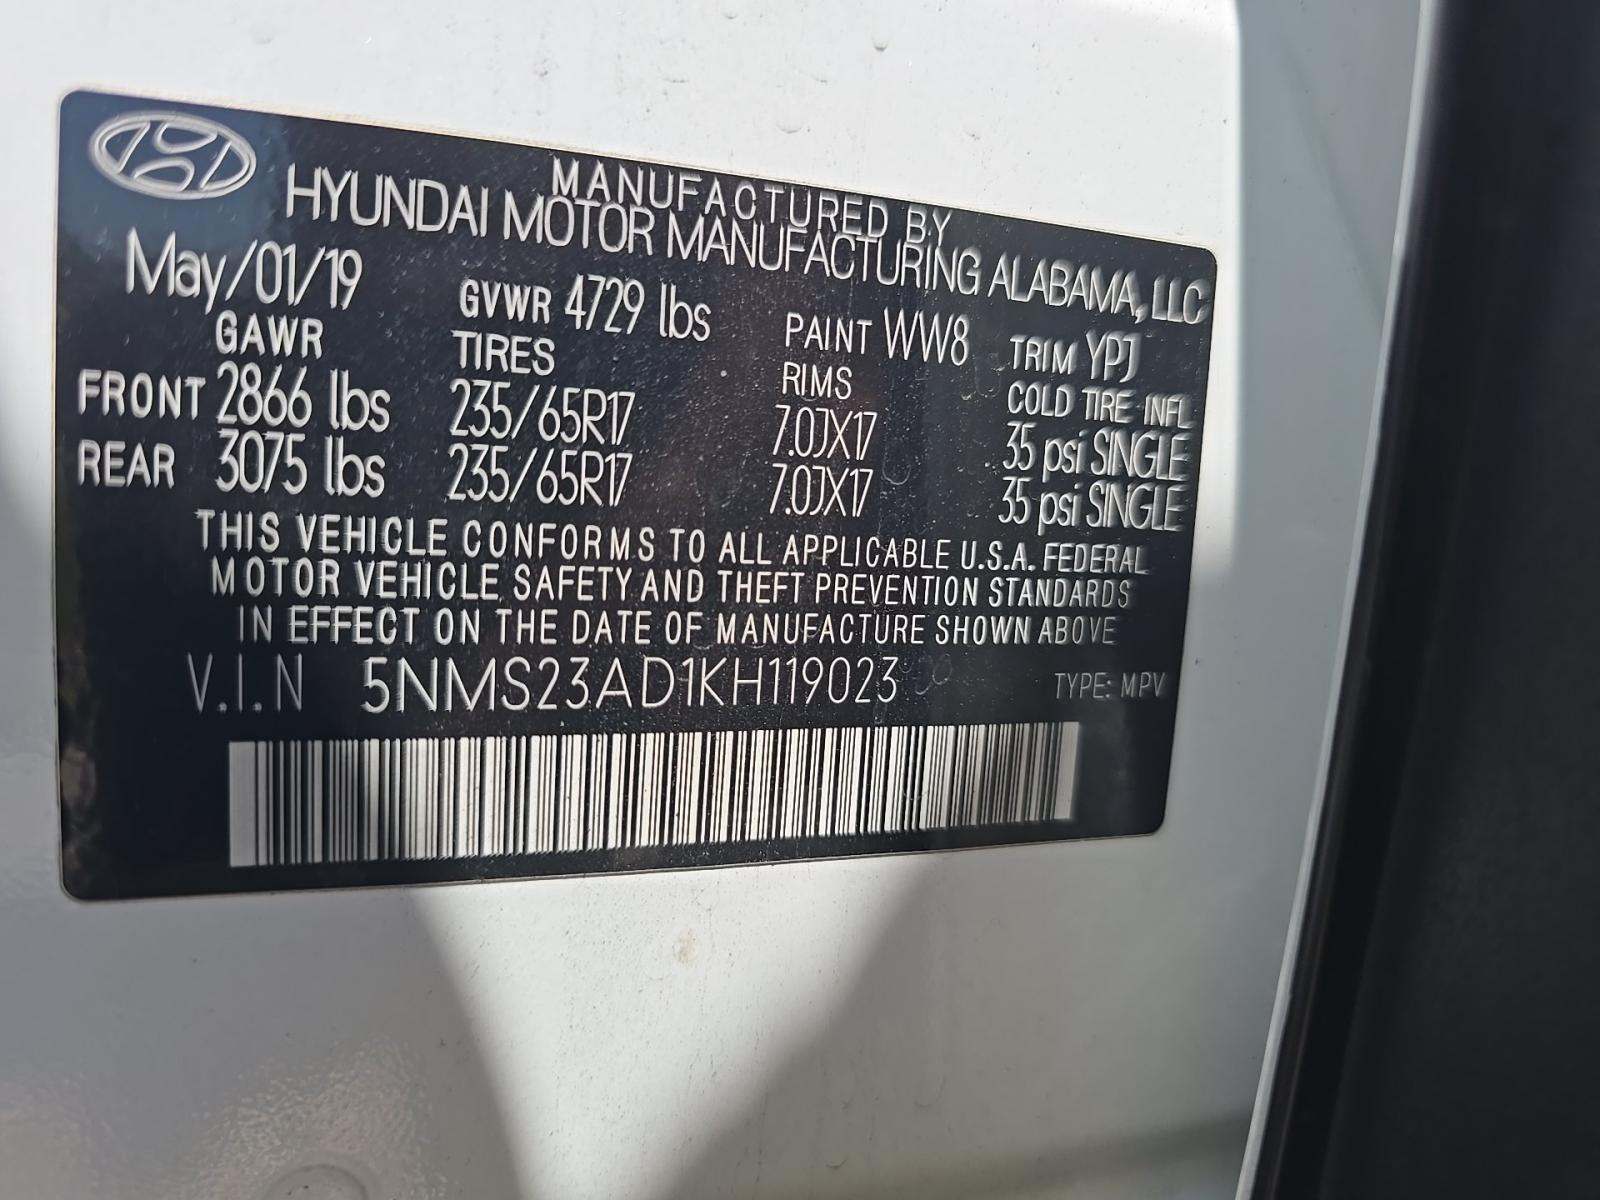 MANUFACTURED BY
HYUNDAI MOTOR MANUFACTURING ALABAMA, LLC
May/01/19 GVWR 4729 lbs PAINT WW8 TRIM YPJ
GAWR TIRES RIMS COLD TIRE INFL
FRONT 2866 lbs 235/65R17 7.0JX17 35 psi SINGLE
REAR 3075 lbs 235/65R17 7.0JX17 35 psi SINGLE
THIS VEHICLE CONFORMS TO ALL APPLICABLE U.S.A. FEDERAL
MOTOR VEHICLE SAFETY AND THEFT PREVENTION STANDARDS
IN EFFECT ON THE DATE OF MANUFACTURE SHOWN ABOVE
V.I.N 5NMS23AD1KH119023 TYPE: MPV